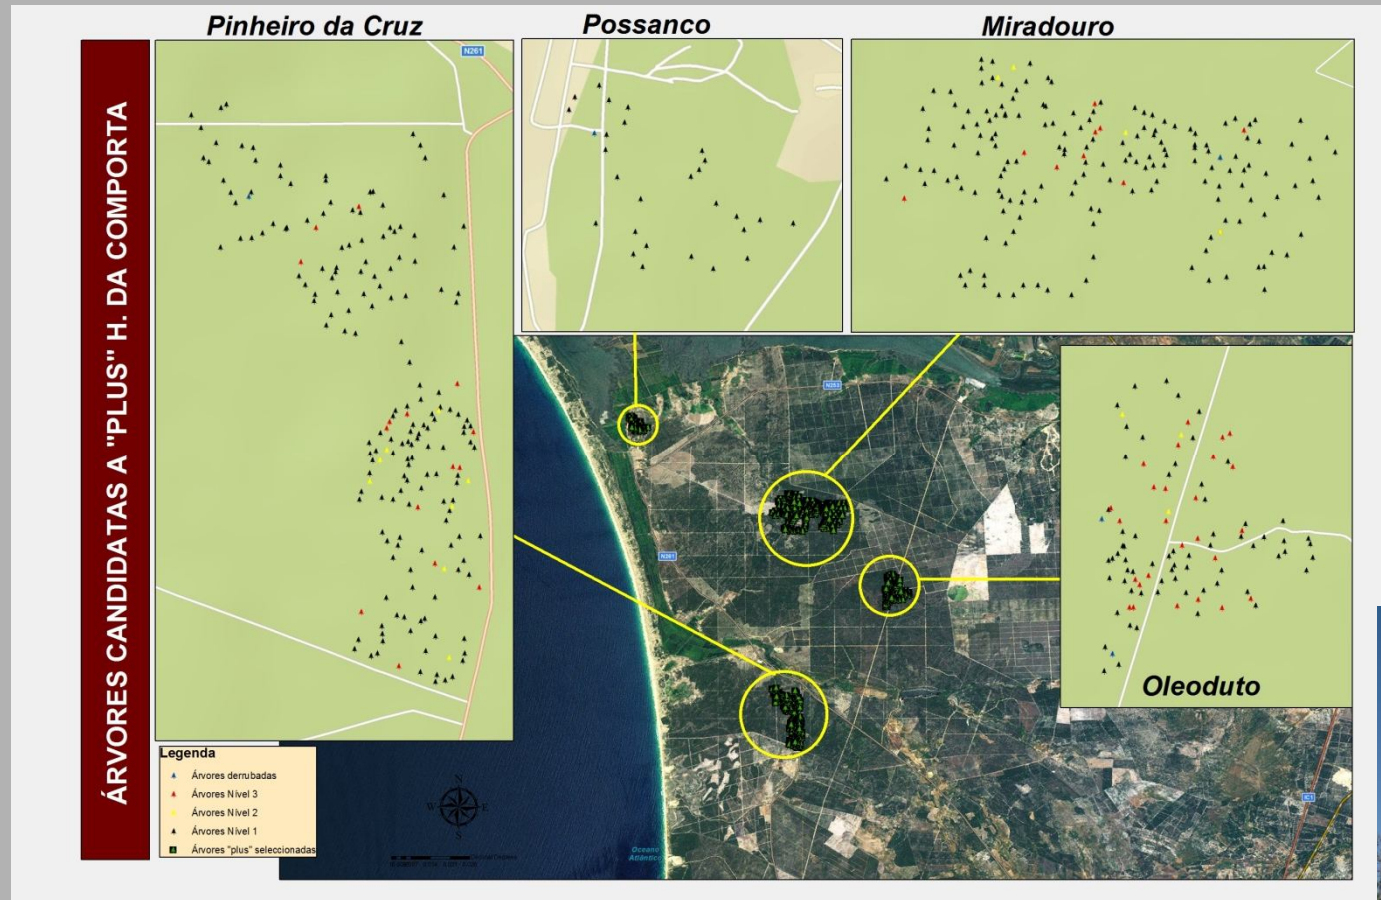 ÁRVORES CANDIDATAS A "PLUS" H. DA COMPORTA
Pinheiro da Cruz
Possanco
Miradouro
N261
N253
N261
Oleoduto
IC1
Legenda
Árvores derrubadas
Árvores Nível 3
Árvores Nível 2
Árvores Nível 1
Árvores "plus" seleccionadas
N
W
E
S
Oceano
Atlântico